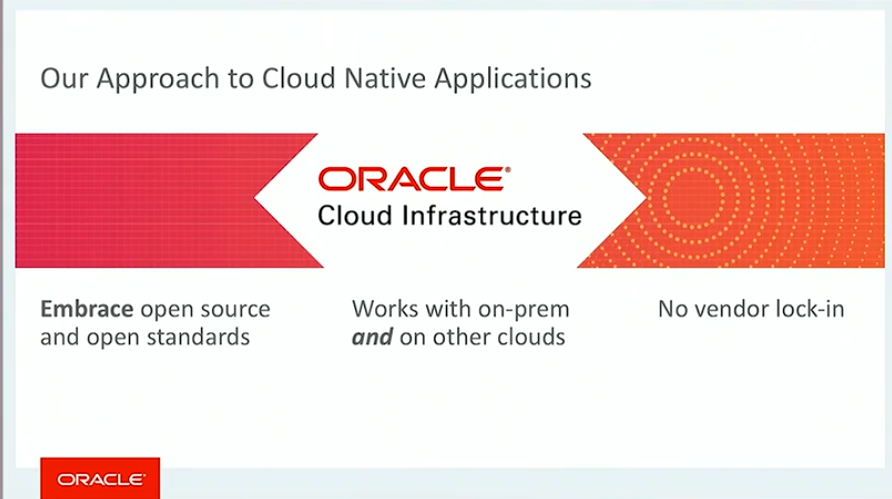 Our Approach to Cloud Native Applications
ORACLE®
Cloud Infrastructure
Embrace open source
and open standards
Works with on-prem
and on other clouds
No vendor lock-in
ORACLE®